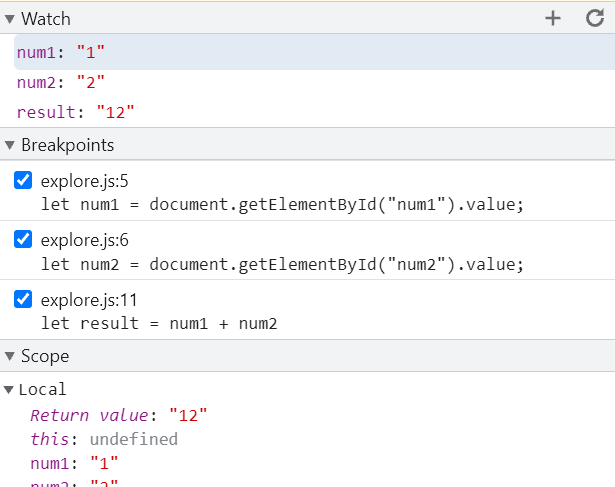 Watch
num1: "1"
num2: "2"
result: "12"
Breakpoints
explore.js:5
let num1 = document.getElementById("num1").value;
explore.js:6
let num2 = document.getElementById("num2").value;
explore.js:11
let result = num1 + num2
Scope
Local
Return value: "12"
this: undefined
num1: "1"
num2: "2"